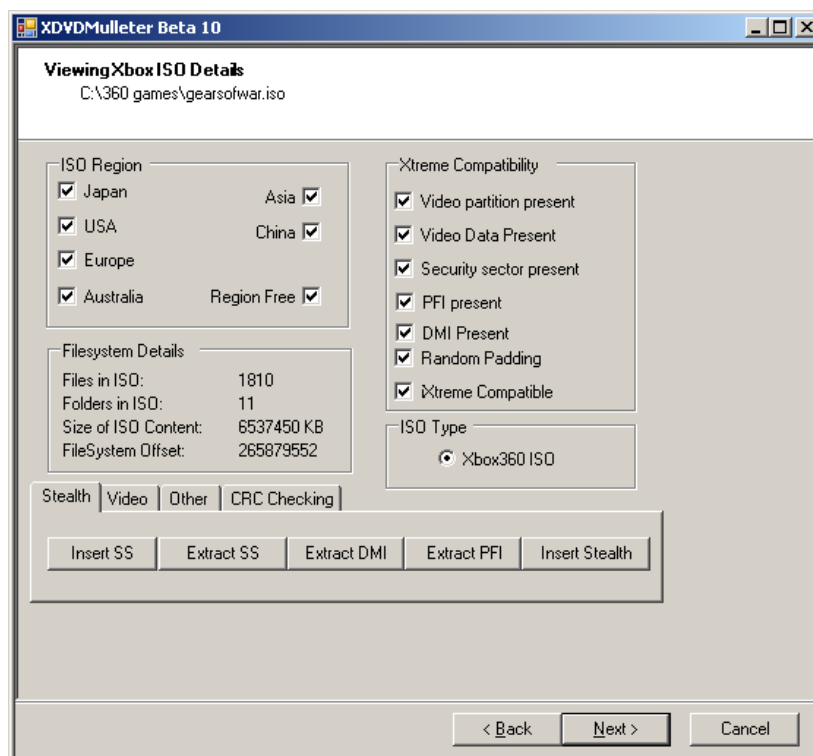 XDVDMulleter Beta 10
Viewing Xbox ISO Details
C:\360 games\gearsofwar.iso
ISO Region
Japan
Asia
USA
China
Europe
Australia
Region Free
Xtreme Compatibility
Video partition present
Video Data Present
Security sector present
PFI present
DMI Present
Random Padding
iXtreme Compatible
Filesystem Details
Files in ISO: 1810
Folders in ISO: 11
Size of ISO Content: 6537450 KB
FileSystem Offset: 265879552
ISO Type
Xbox360 ISO
Stealth Video Other CRC Checking
Insert SS Extract SS Extract DMI Extract PFI Insert Stealth
< Back Next > Cancel